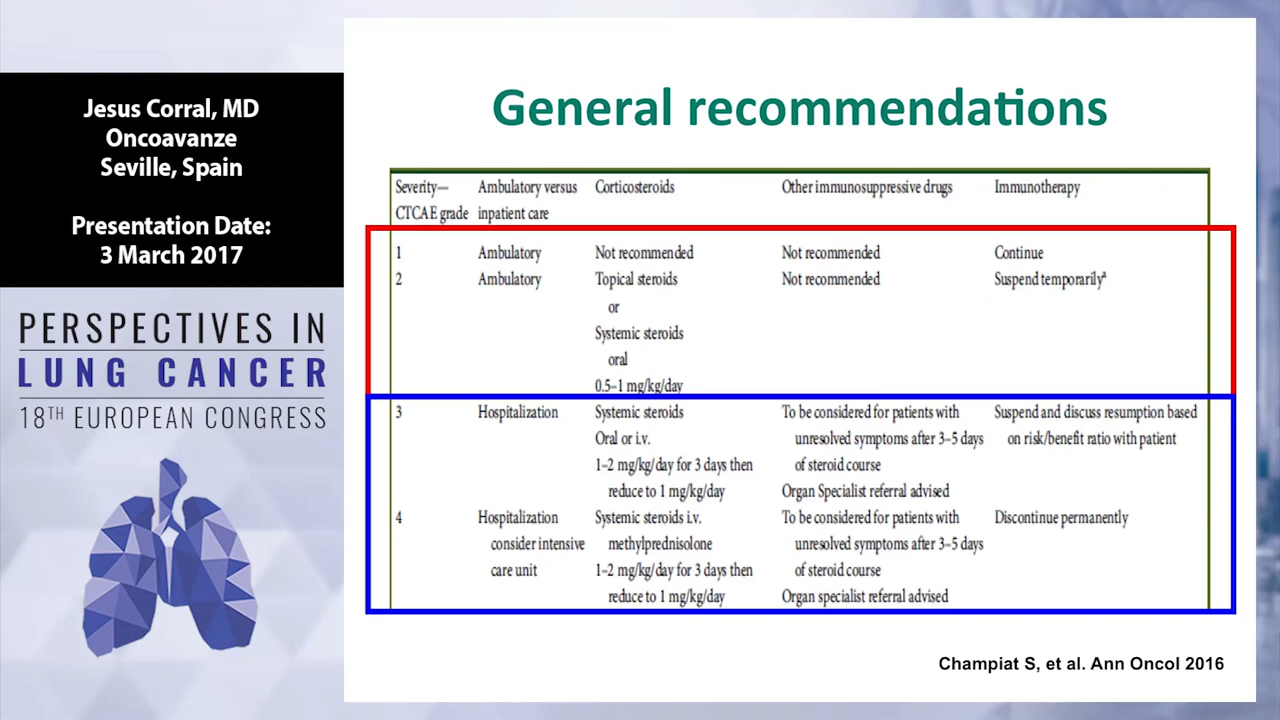 Jesus Corral, MD
Oncoavanze
Seville, Spain
Presentation Date:
3 March 2017
PERSPECTIVES IN
LUNG CANCER
18TH EUROPEAN CONGRESS
General recommendations
Severity— Ambulatory versus Corticosteroids Other immunosuppressive drugs Immunotherapy
CTCAE grade inpatient care
1 Ambulatory Not recommended Not recommended Continue
2 Ambulatory Topical steroids Not recommended Suspend temporarilyª
or
Systemic steroids
oral
0.5–1 mg/kg/day
3 Hospitalization Systemic steroids To be considered for patients with Suspend and discuss resumption based
Oral or i.v. unresolved symptoms after 3–5 days on risk/benefit ratio with patient
1–2 mg/kg/day for 3 days then of steroid course
reduce to 1 mg/kg/day Organ Specialist referral advised
4 Hospitalization Systemic steroids i.v. To be considered for patients with Discontinue permanently
consider intensive methylprednisolone unresolved symptoms after 3–5 days
care unit 1–2 mg/kg/day for 3 days then of steroid course
reduce to 1 mg/kg/day Organ specialist referral advised
Champiat S, et al. Ann Oncol 2016